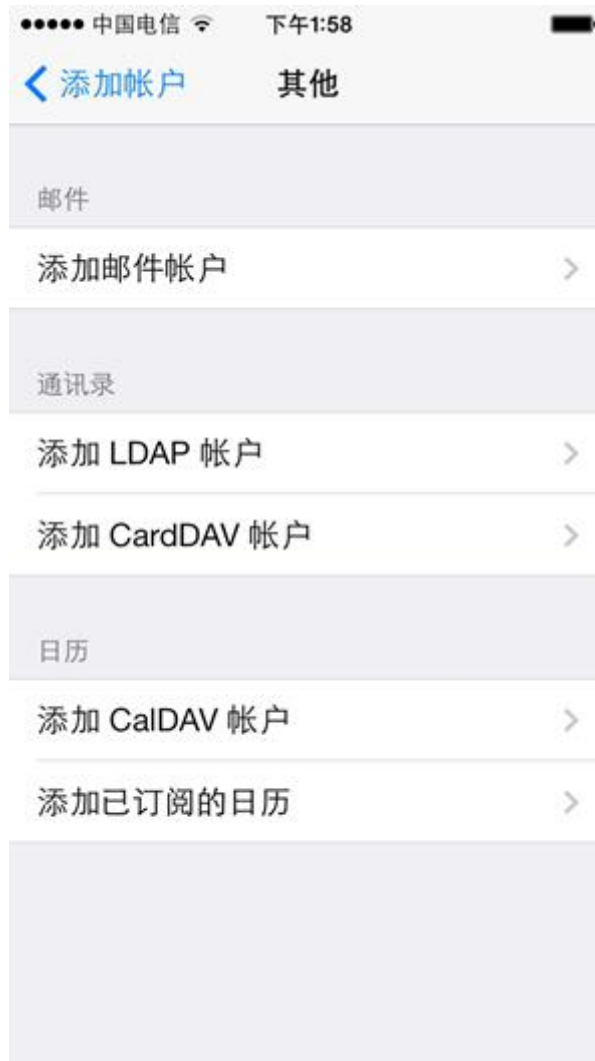 中国电信 下午1:58
添加帐户 其他
邮件
添加邮件帐户
通讯录
添加 LDAP 帐户
添加 CardDAV 帐户
日历
添加 CalDAV 帐户
添加已订阅的日历